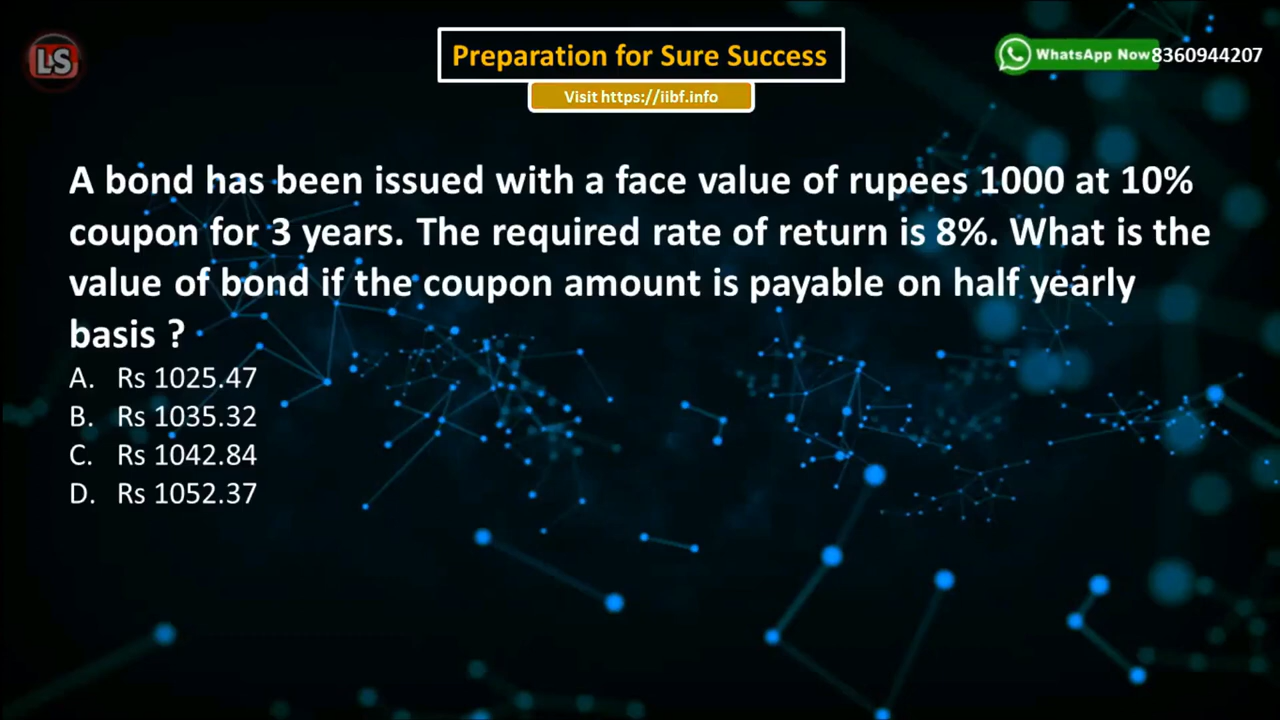 LS
Preparation for Sure Success
WhatsApp Now 8360944207
Visit https://iibf.info
A bond has been issued with a face value of rupees 1000 at 10%
coupon for 3 years. The required rate of return is 8%. What is the
value of bond if the coupon amount is payable on half yearly
basis ?
A. Rs 1025.47
B. Rs 1035.32
C. Rs 1042.84
D. Rs 1052.37